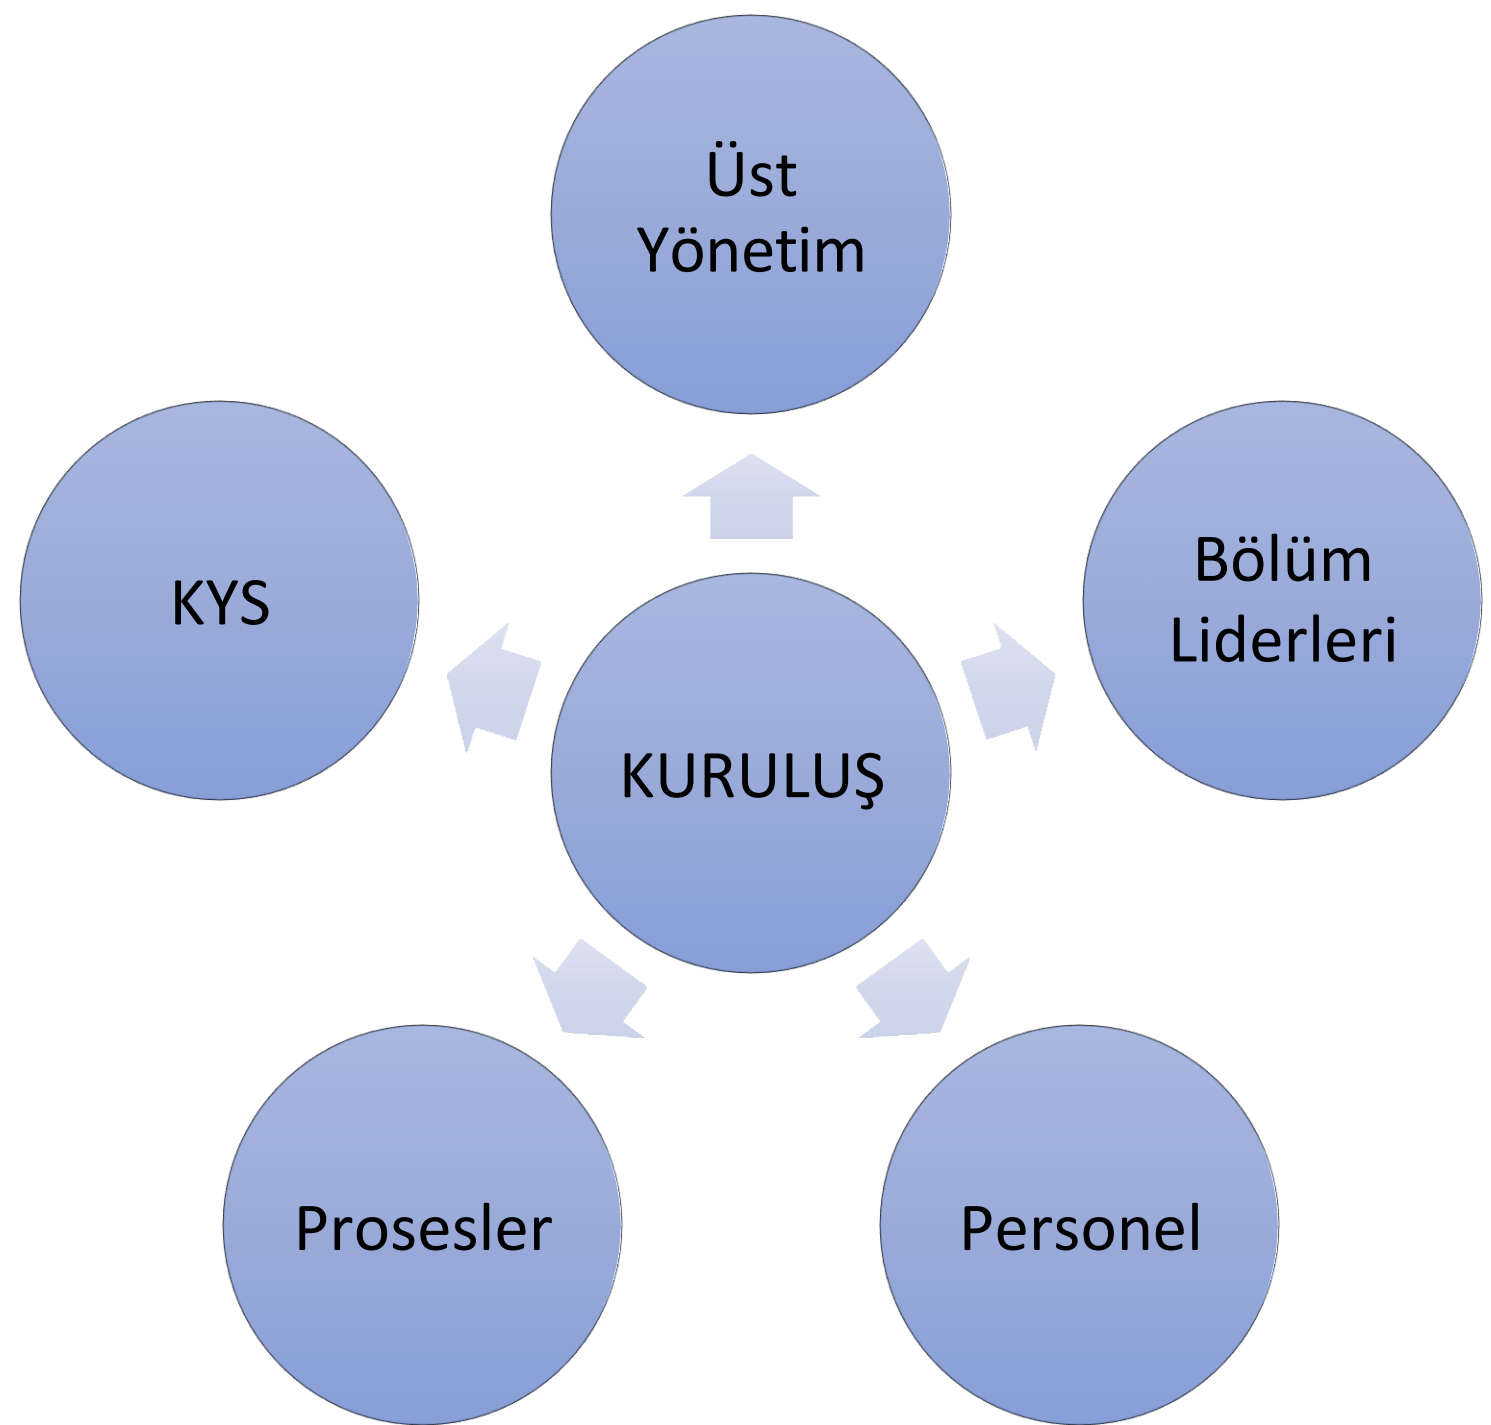 Üst
Yönetim
Bölüm
Liderleri
KYS
KURULUŞ
Prosesler
Personel